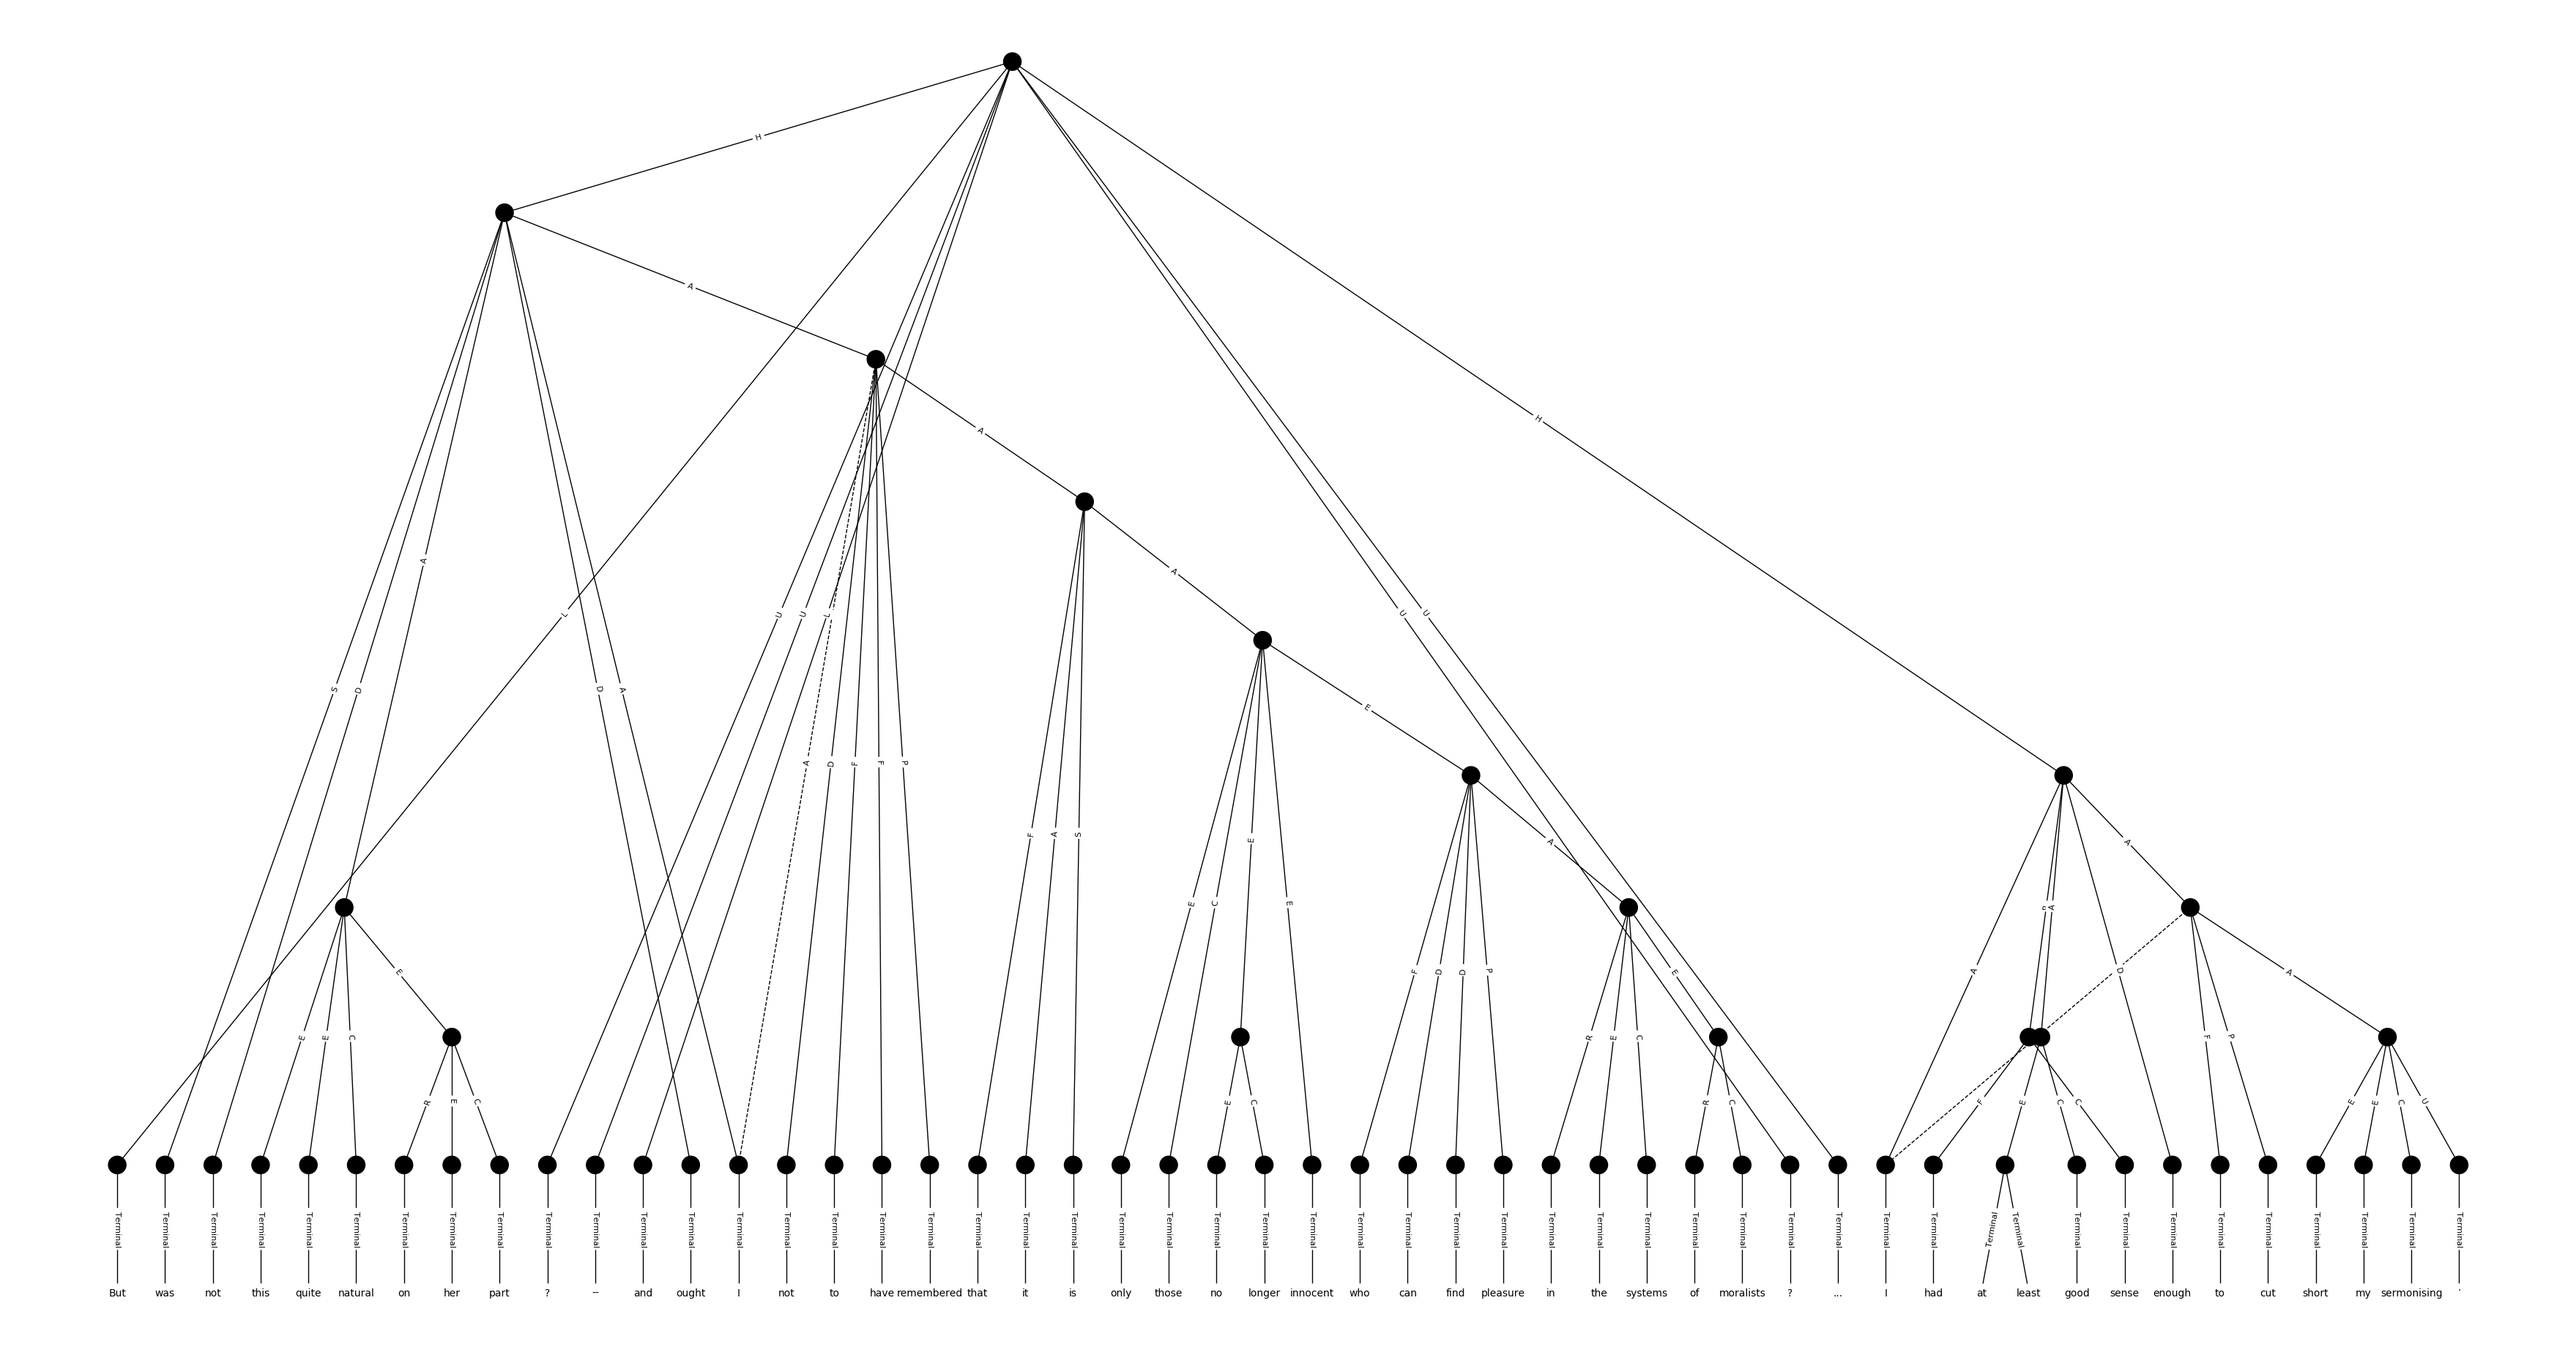 H
A
A
A
H
S
D
A
L
D
A
U
U
L
A
D
F
F
P
A
F
A
S
E
E
C
E
E
U
U
F
D
D
P
A
A
A
D
A
E
E
C
E
R
E
C
E
C
R
E
C
E
R
C
F
E
C
C
F
P
A
E
E
C
U
Terminal Terminal Terminal Terminal Terminal Terminal Terminal Terminal Terminal Terminal Terminal Terminal Terminal Terminal Terminal Terminal Terminal Terminal Terminal Terminal Terminal Terminal Terminal Terminal Terminal Terminal Terminal Terminal Terminal Terminal Terminal Terminal Terminal Terminal Terminal Terminal Terminal Terminal Terminal Terminal Terminal Terminal Terminal Terminal Terminal Terminal Terminal Terminal Terminal Terminal
But was not this quite natural on her part ? -- and ought I not to have remembered that it is only those no longer innocent who can find pleasure in the systems of moralists ? ... I had at least good sense enough to cut short my sermonising